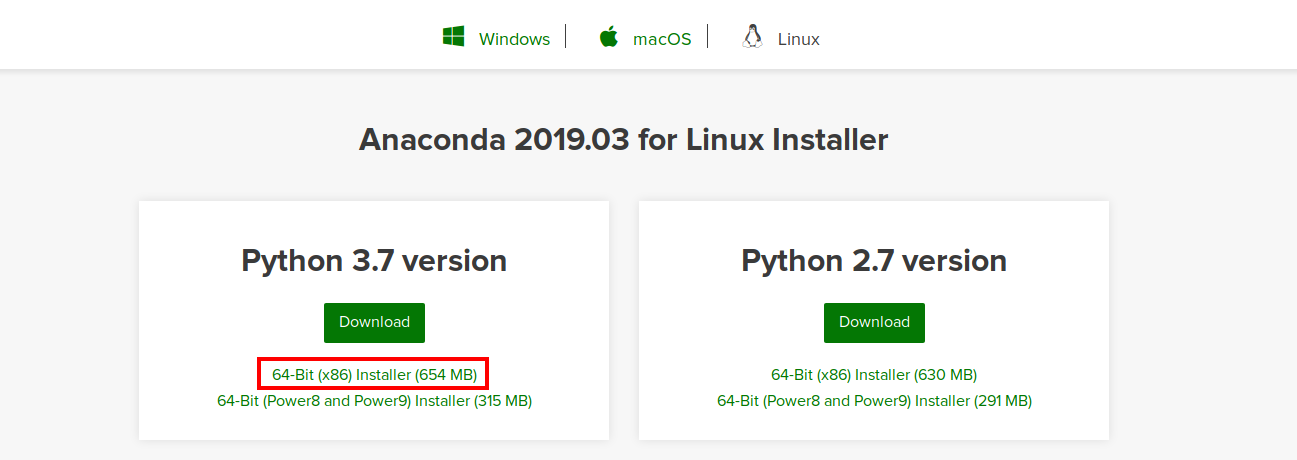 Windows macOS Linux
Anaconda 2019.03 for Linux Installer
Python 3.7 version
Download
64-Bit (x86) Installer (654 MB)
64-Bit (Power8 and Power9) Installer (315 MB)
Python 2.7 version
Download
64-Bit (x86) Installer (630 MB)
64-Bit (Power8 and Power9) Installer (291 MB)